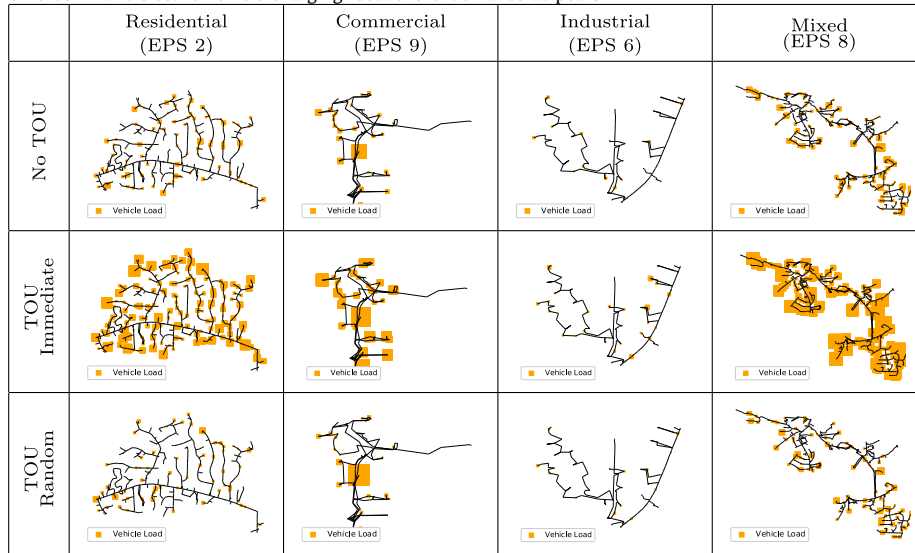 Residential Commercial Industrial Mixed
(EPS 2) (EPS 9) (EPS 6) (EPS 8)
No TOU
Vehicle Load Vehicle Load Vehicle Load Vehicle Load
TOU
Immediate
Vehicle Load Vehicle Load Vehicle Load Vehicle Load
TOU
Random
Vehicle Load Vehicle Load Vehicle Load Vehicle Load